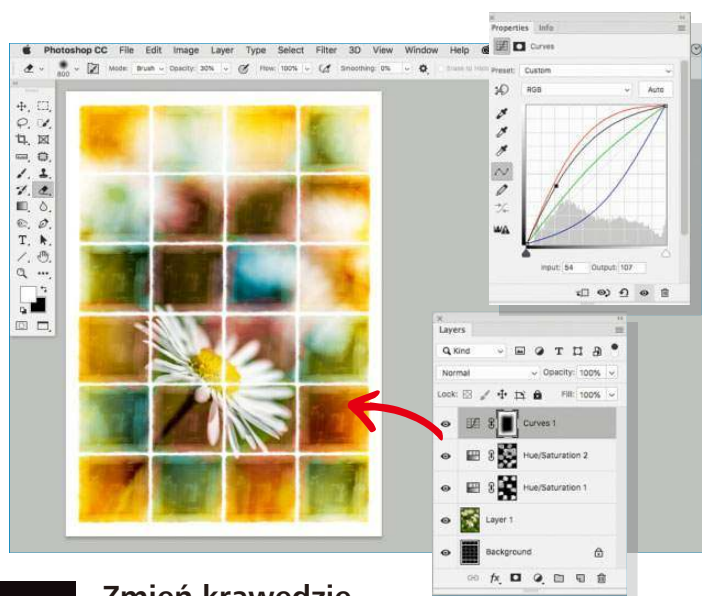 Properties Info
Curves
Preset: Custom
RGB Auto
Input: 54 Output: 107
Photoshop CC File Edit Image Layer Type Select Filter 3D View Window Help
800 Mode: Brush Opacity: 30% Flow: 100% Smoothing: 0% Erase to
Layers
Kind
Normal Opacity: 100%
Lock: Fill: 100%
Curves 1
Hue/Saturation 2
Hue/Saturation 1
Layer 1
Background
Zmień krawędzie